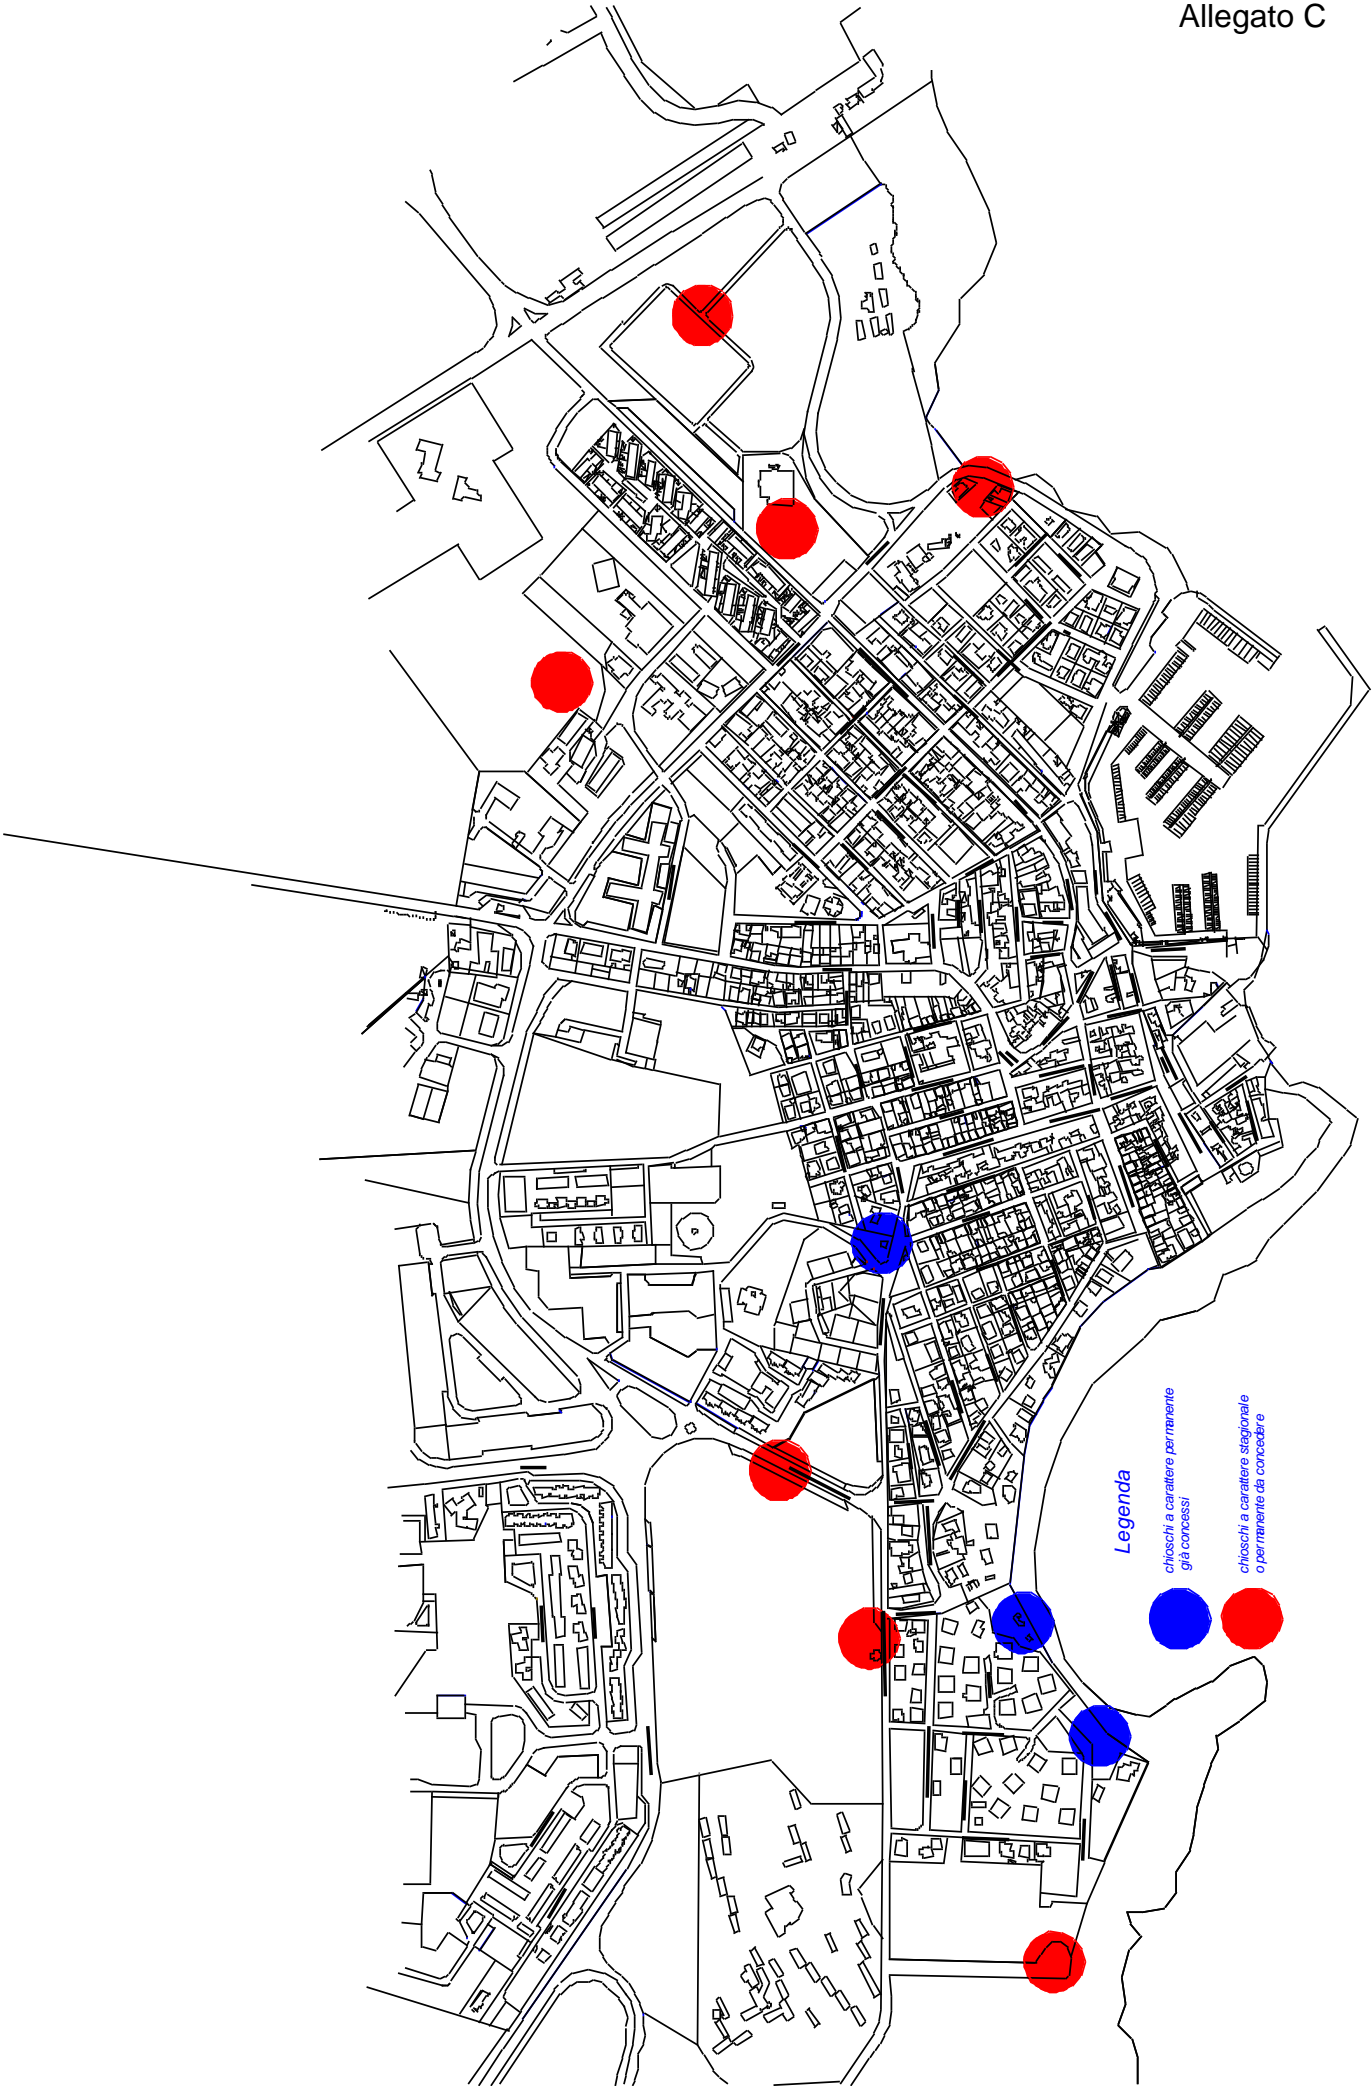 Allegato C
Legenda
chioschi a carattere permanente
già concessi
chioschi a carattere stagionale
o permanente da concedere